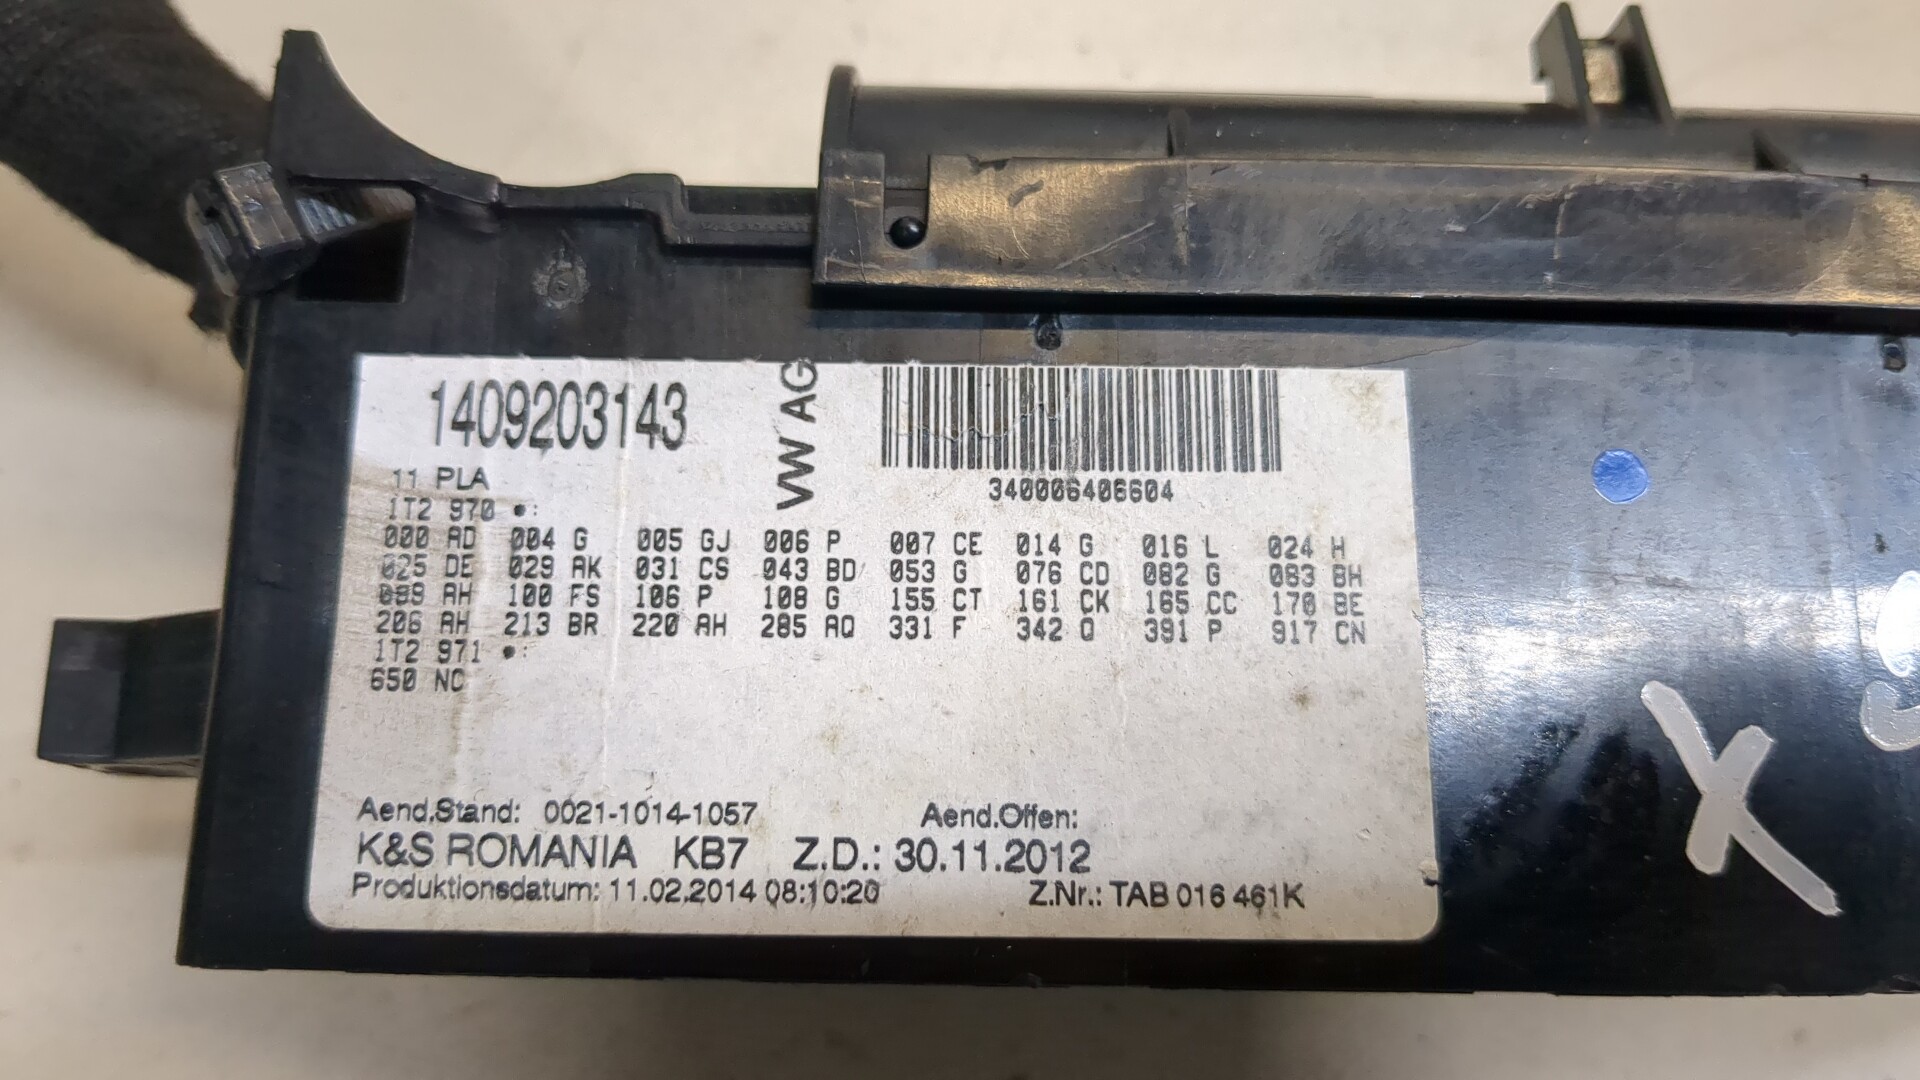 1409203143
VW AG
340006406604
11 PLA
1T2 970 •:
000 AD 004 G 005 GJ 006 P 007 CE 014 G 016 L 024 H
025 DE 029 AK 031 CS 043 BD 053 G 076 CD 082 G 083 BH
089 AH 100 FS 106 P 108 G 155 CT 161 CK 165 CC 170 BE
206 AH 213 BR 220 AH 285 AQ 331 F 342 Q 391 P 917 CN
1T2 971 •:
650 NC
Aend.Stand: 0021-1014-1057 Aend.Offen:
K&S ROMANIA KB7 Z.D.: 30.11.2012
Produktionsdatum: 11.02.2014 08:10:20 Z.Nr.: TAB 016 461K
X